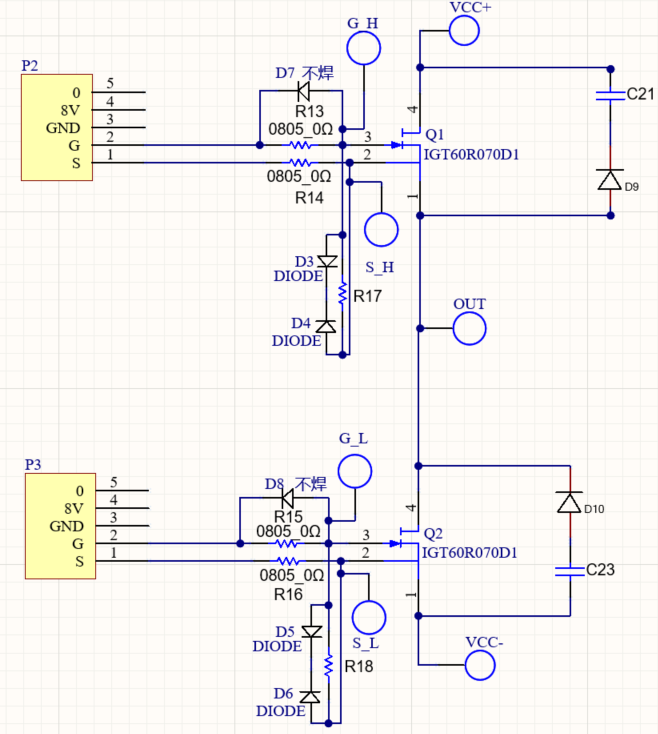 VCC+
G_H
P2
D7 不焊
0 5
8V 4
GND 3
G 2
S 1
R13
0805_0Ω
0805_0Ω
R14
4
3
2
1
Q1
IGT60R070D1
C21
D9
S_H
D3
DIODE
R17
D4
DIODE
OUT
G_L
P3
D8 不焊
0 5
8V 4
GND 3
G 2
S 1
R15
0805_0Ω
0805_0Ω
R16
4
3
2
1
Q2
IGT60R070D1
D10
C23
S_L
D5
DIODE
R18
D6
DIODE
VCC-